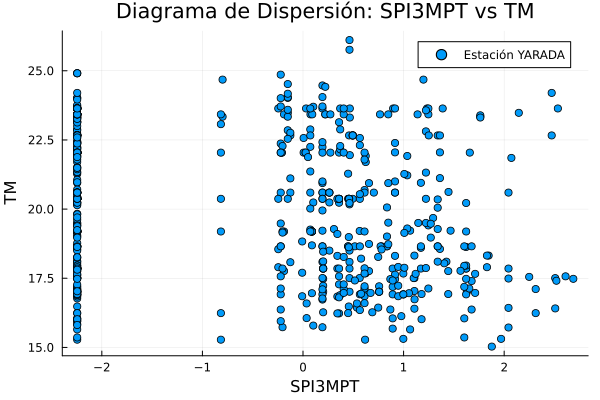 Diagrama de Dispersión: SPI3MPT vs TM
Estación YARADA
25.0
22.5
20.0
17.5
15.0
TM
−2
−1
0
1
2
SPI3MPT